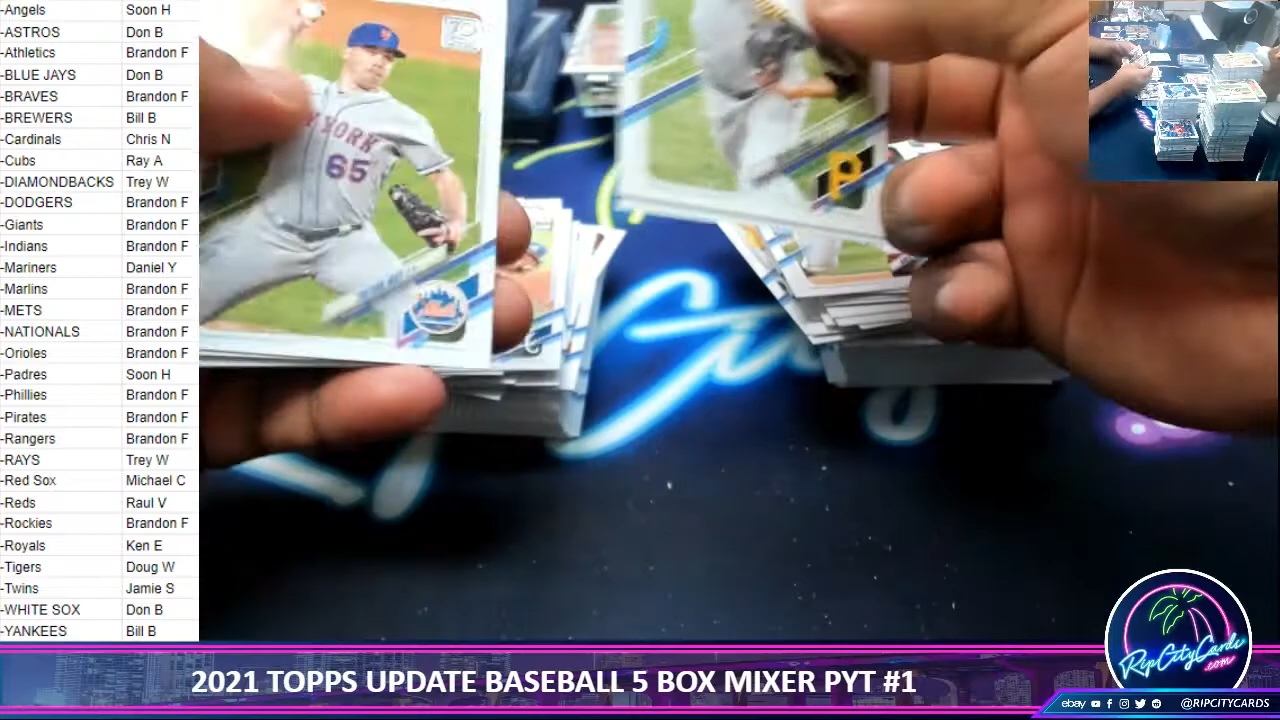 -Angels Soon H
-ASTROS Don B
-Athletics Brandon F
-BLUE JAYS Don B
-BRAVES Brandon F
-BREWERS Bill B
-Cardinals Chris N
-Cubs Ray A
-DIAMONDBACKS Trey W
-DODGERS Brandon F
-Giants Brandon F
-Indians Brandon F
-Mariners Daniel Y
-Marlins Brandon F
-METS Brandon F
-NATIONALS Brandon F
-Orioles Brandon F
-Padres Soon H
-Phillies Brandon F
-Pirates Brandon F
-Rangers Brandon F
-RAYS Trey W
-Red Sox Michael C
-Reds Raul V
-Rockies Brandon F
-Royals Ken E
-Tigers Doug W
-Twins Jamie S
-WHITE SOX Don B
-YANKEES Bill B
YORK
65
P
2021 TOPPS UPDATE BASEBALL 5 BOX MIXER PYT #1
RipCityCards
.com
ebay @RIPCITYCARDS